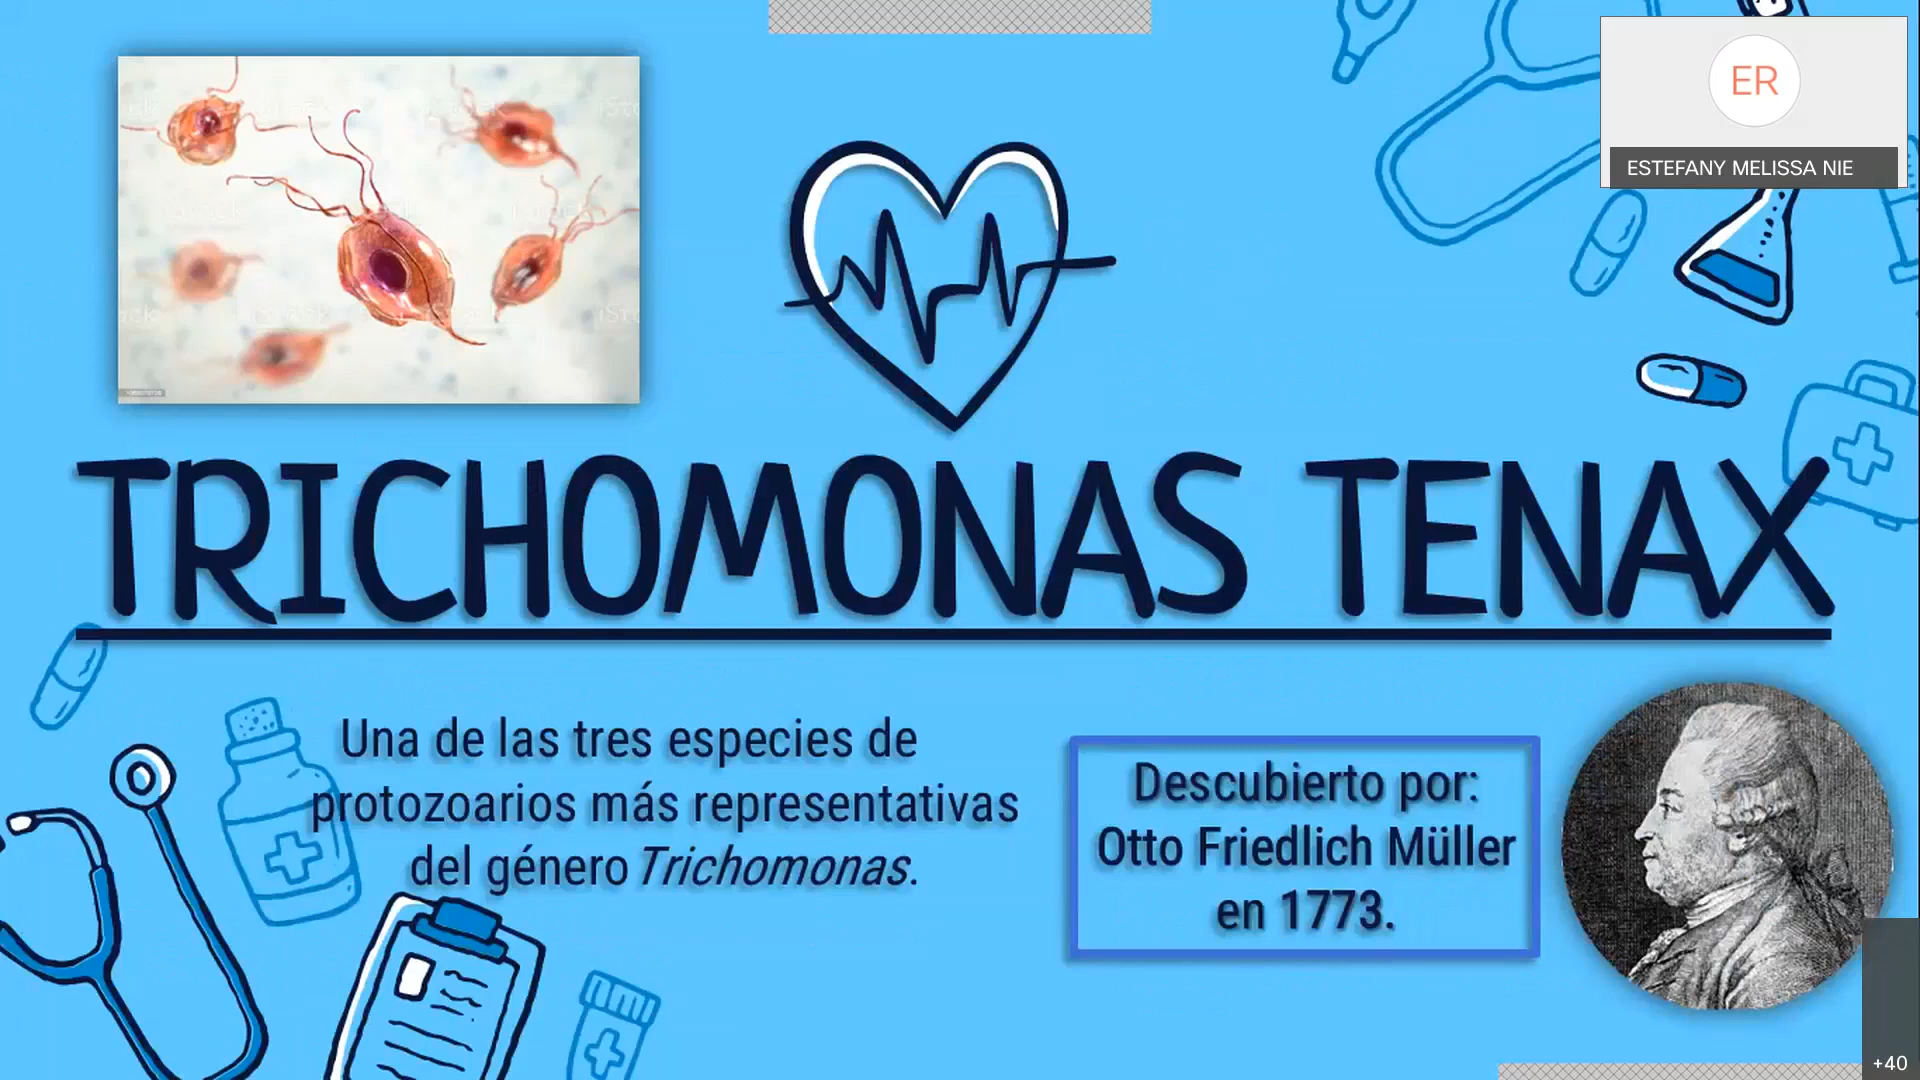 ER
ESTEFANY MELISSA NIE
TRICHOMONAS TENAX
Una de las tres especies de
protozoarios más representativas
del género Trichomonas.
Descubierto por:
Otto Friedlich Müller
en 1773.
+40